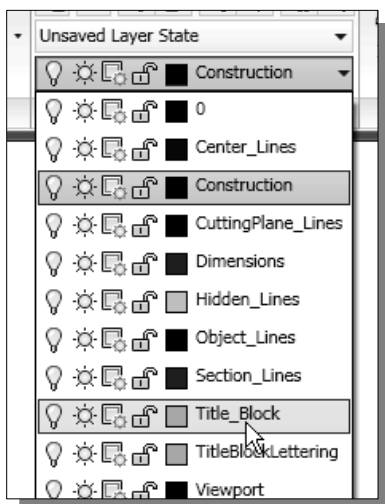 Unsaved Layer State
Construction
0
Center_Lines
Construction
CuttingPlane_Lines
Dimensions
Hidden_Lines
Object_Lines
Section_Lines
Title_Block
TitleBlockLettering
Viewport